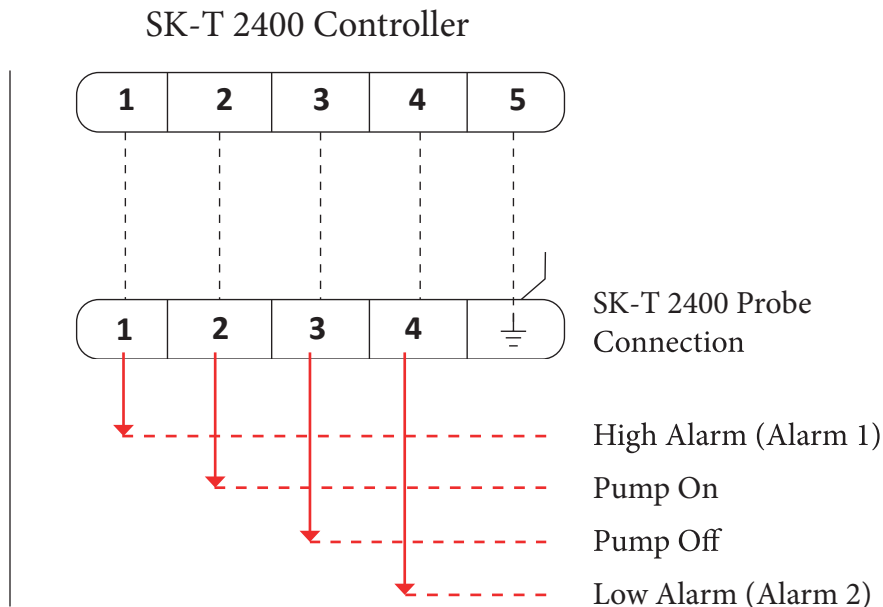 SK-T 2400 Controller
1 2 3 4 5
1 2 3 4
SK-T 2400 Probe
Connection
High Alarm (Alarm 1)
Pump On
Pump Off
Low Alarm (Alarm 2)